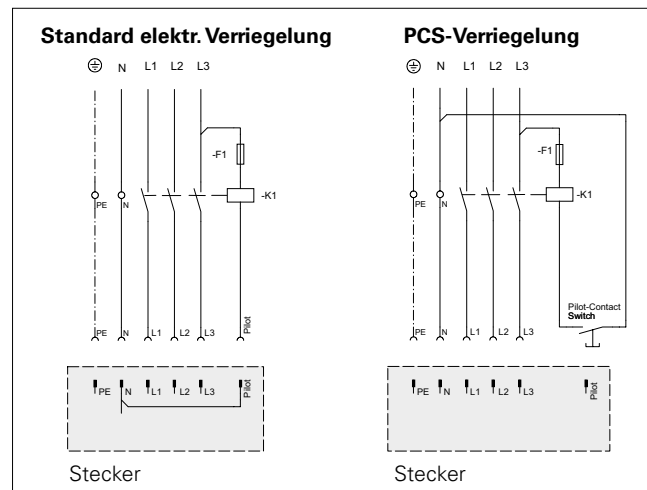 Standard elektr. Verriegelung
N L1 L2 L3
-F1
-K1
PE N
PE N L1 L2 L3 Pilot
PE N L1 L2 L3 Pilot
Stecker
PCS-Verriegelung
N L1 L2 L3
-F1
-K1
PE N
Pilot-Contact
Switch
PE N L1 L2 L3
PE N L1 L2 L3 Pilot
Stecker